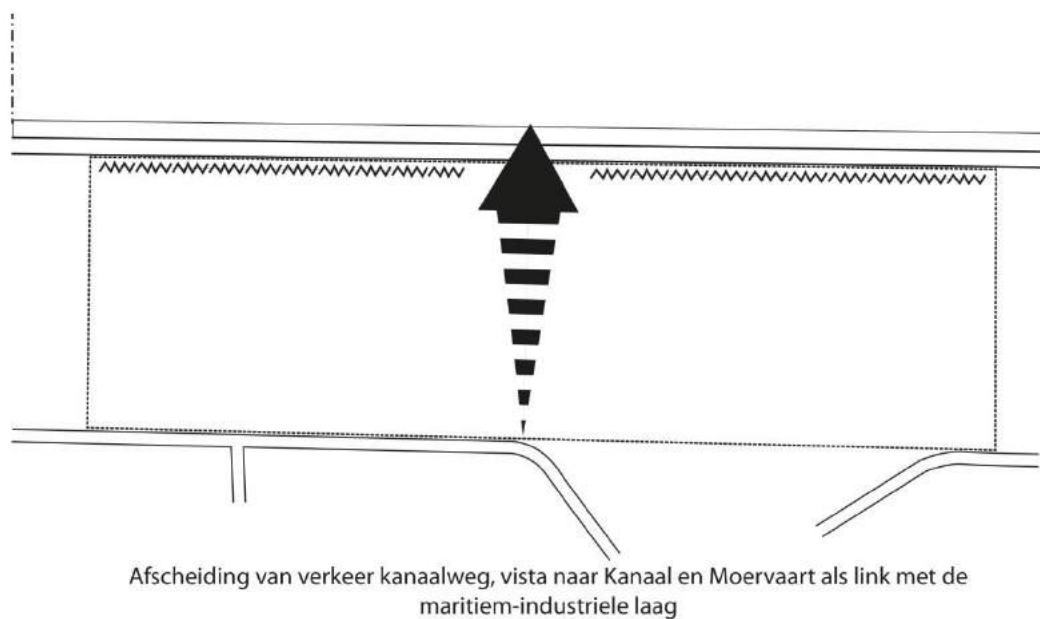 Afscheiding van verkeer kanaalweg, vista naar Kanaal en Moervaart als link met de
maritiem-industriele laag